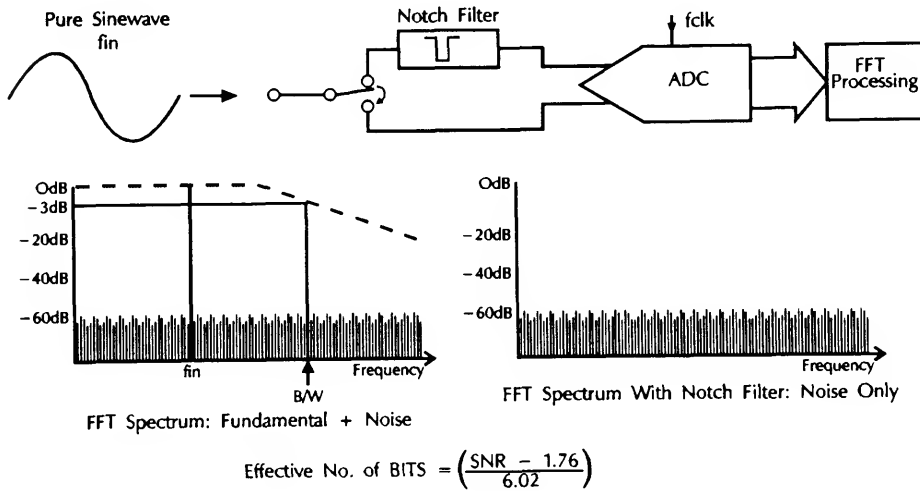 Pure Sinewave
fin
Notch Filter
fclk
ADC
FFT
Processing
OdB
−3dB
−20dB
−40dB
−60dB
fin
B/W
Frequency
FFT Spectrum: Fundamental + Noise
OdB
−20dB
−40dB
−60dB
Frequency
FFT Spectrum With Notch Filter: Noise Only
Effective No. of BITS = (SNR − 1.76 / 6.02)